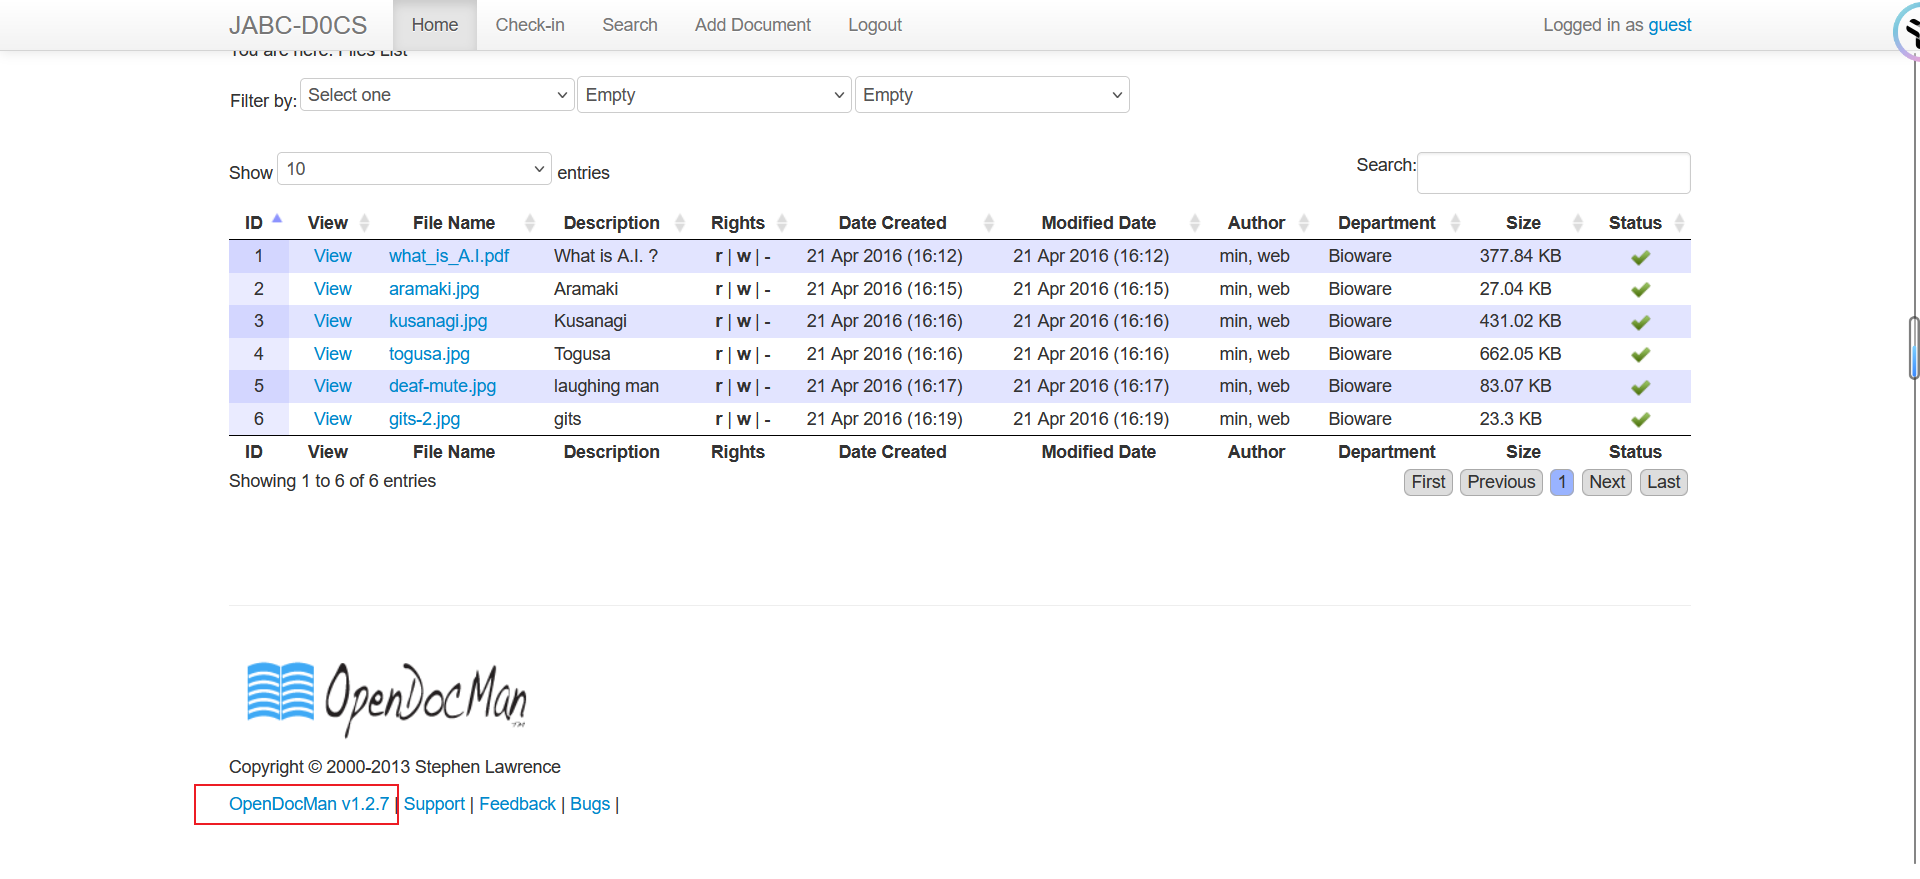 JABC-D0CS Home Check-in Search Add Document Logout Logged in as guest
You are here: Files List
Filter by: Select one Empty Empty
Show 10 entries Search:
ID View File Name Description Rights Date Created Modified Date Author Department Size Status
1 View what_is_A.I.pdf What is A.I. ? r | w | - 21 Apr 2016 (16:12) 21 Apr 2016 (16:12) min, web Bioware 377.84 KB
2 View aramaki.jpg Aramaki r | w | - 21 Apr 2016 (16:15) 21 Apr 2016 (16:15) min, web Bioware 27.04 KB
3 View kusanagi.jpg Kusanagi r | w | - 21 Apr 2016 (16:16) 21 Apr 2016 (16:16) min, web Bioware 431.02 KB
4 View togusa.jpg Togusa r | w | - 21 Apr 2016 (16:16) 21 Apr 2016 (16:16) min, web Bioware 662.05 KB
5 View deaf-mute.jpg laughing man r | w | - 21 Apr 2016 (16:17) 21 Apr 2016 (16:17) min, web Bioware 83.07 KB
6 View gits-2.jpg gits r | w | - 21 Apr 2016 (16:19) 21 Apr 2016 (16:19) min, web Bioware 23.3 KB
ID View File Name Description Rights Date Created Modified Date Author Department Size Status
Showing 1 to 6 of 6 entries First Previous 1 Next Last
OpenDocMan™
Copyright © 2000-2013 Stephen Lawrence
OpenDocMan v1.2.7 | Support | Feedback | Bugs |